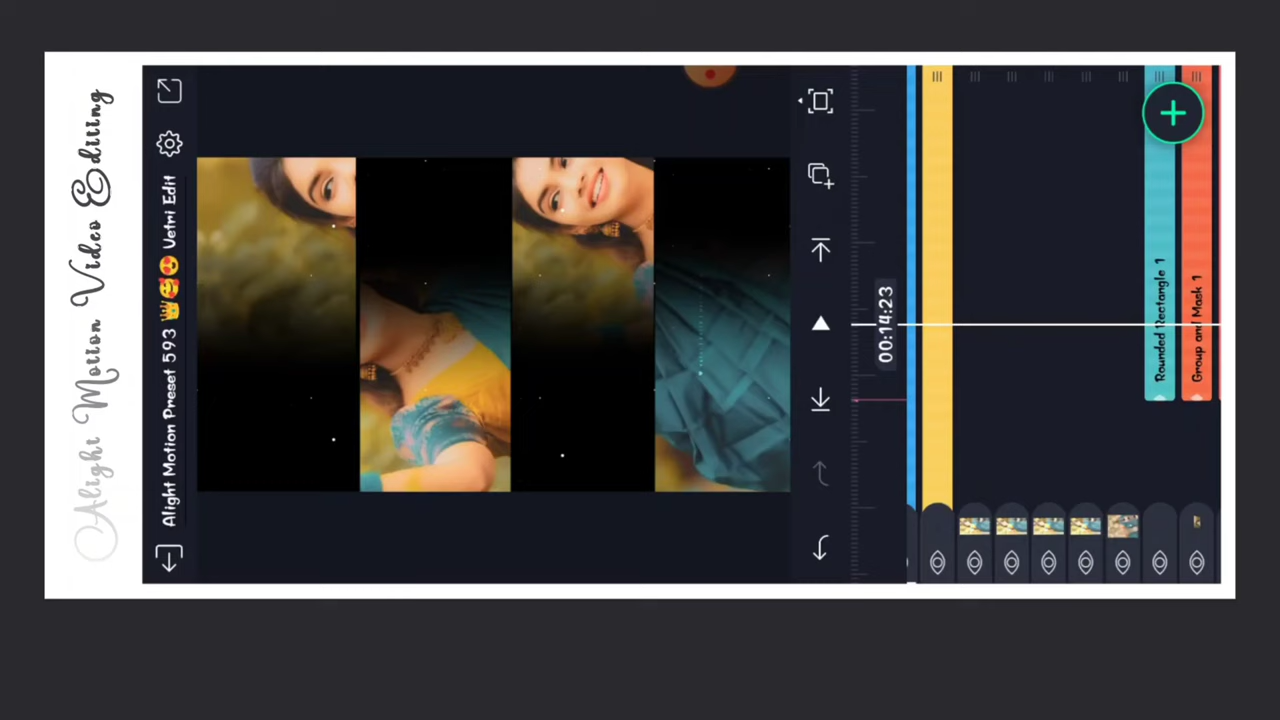 Alight Motion Video Editing
Alight Motion Preset 593 👑🥰😍 Vetri Edit
00:14:23
Rounded Rectangle 1
Group and Mask 1